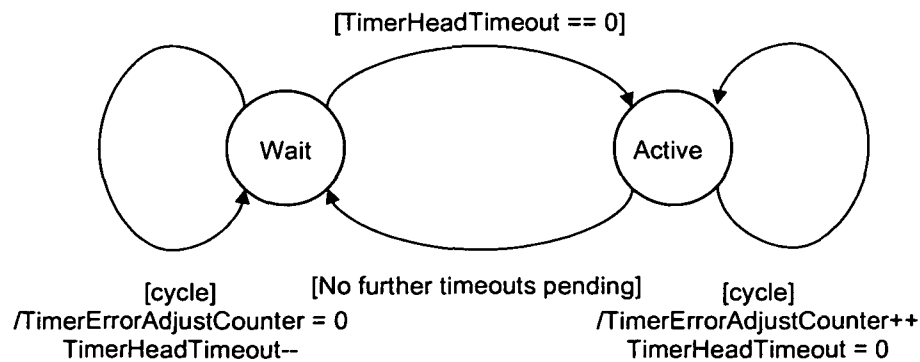 [TimerHeadTimeout == 0]
Wait
Active
[No further timeouts pending]
[cycle]
/TimerErrorAdjustCounter = 0
TimerHeadTimeout--
[cycle]
/TimerErrorAdjustCounter++
TimerHeadTimeout = 0